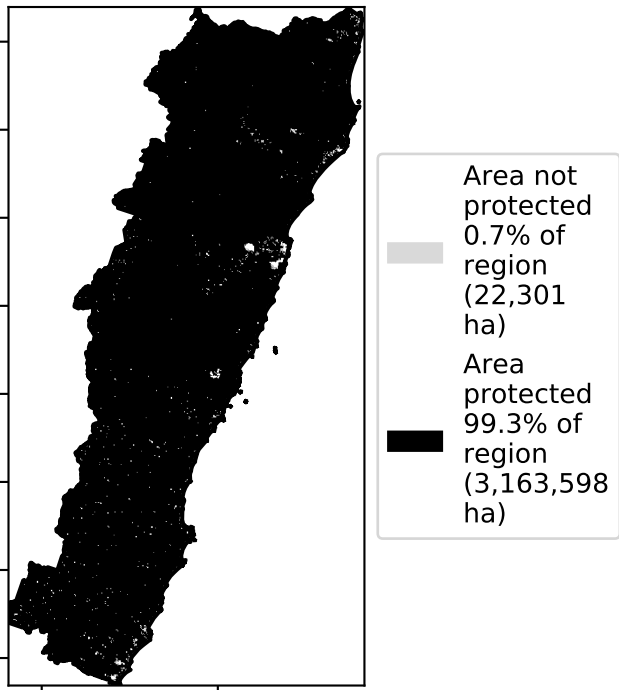 Area not
protected
0.7% of
region
(22,301
ha)
Area
protected
99.3% of
region
(3,163,598
ha)